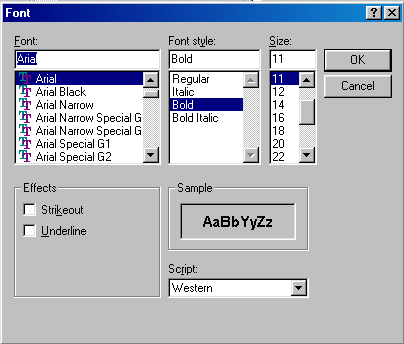 Font
Font:
Arial
Arial
Arial Black
Arial Narrow
Arial Narrow Special G
Arial Narrow Special G
Arial Special G1
Arial Special G2
Font style:
Bold
Regular
Italic
Bold
Bold Italic
Size:
11
11
12
14
16
18
20
22
OK
Cancel
Effects
Strikeout
Underline
Sample
AaBbYyZz
Script:
Western